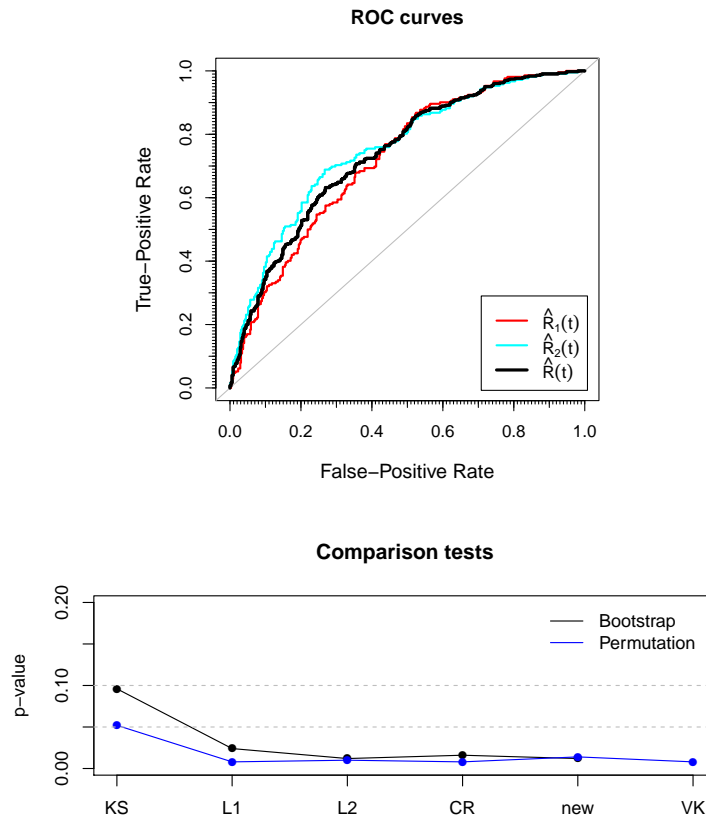 ROC curves
True−Positive Rate
1.0
0.8
0.6
0.4
0.2
0.0
R̂₁(t)
R̂₂(t)
R̂(t)
0.0 0.2 0.4 0.6 0.8 1.0
False−Positive Rate
Comparison tests
p−value
0.20
0.10
0.00
Bootstrap
Permutation
KS L1 L2 CR new VK